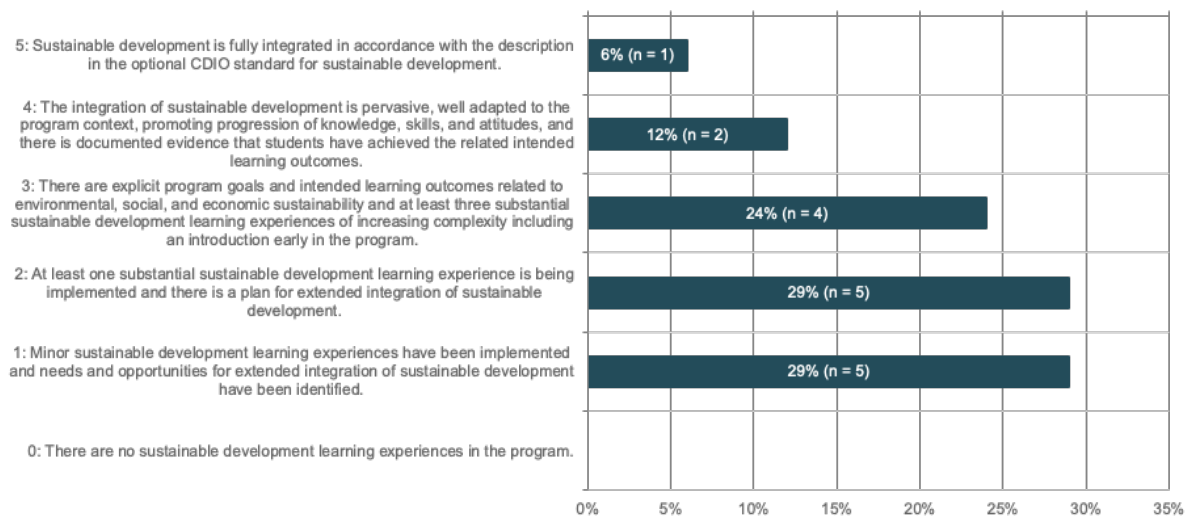 5: Sustainable development is fully integrated in accordance with the description
in the optional CDIO standard for sustainable development.
6% (n = 1)
4: The integration of sustainable development is pervasive, well adapted to the
program context, promoting progression of knowledge, skills, and attitudes, and
there is documented evidence that students have achieved the related intended
learning outcomes.
12% (n = 2)
3: There are explicit program goals and intended learning outcomes related to
environmental, social, and economic sustainability and at least three substantial
sustainable development learning experiences of increasing complexity including
an introduction early in the program.
24% (n = 4)
2: At least one substantial sustainable development learning experience is being
implemented and there is a plan for extended integration of sustainable
development.
29% (n = 5)
1: Minor sustainable development learning experiences have been implemented
and needs and opportunities for extended integration of sustainable development
have been identified.
29% (n = 5)
0: There are no sustainable development learning experiences in the program.
0% 5% 10% 15% 20% 25% 30% 35%